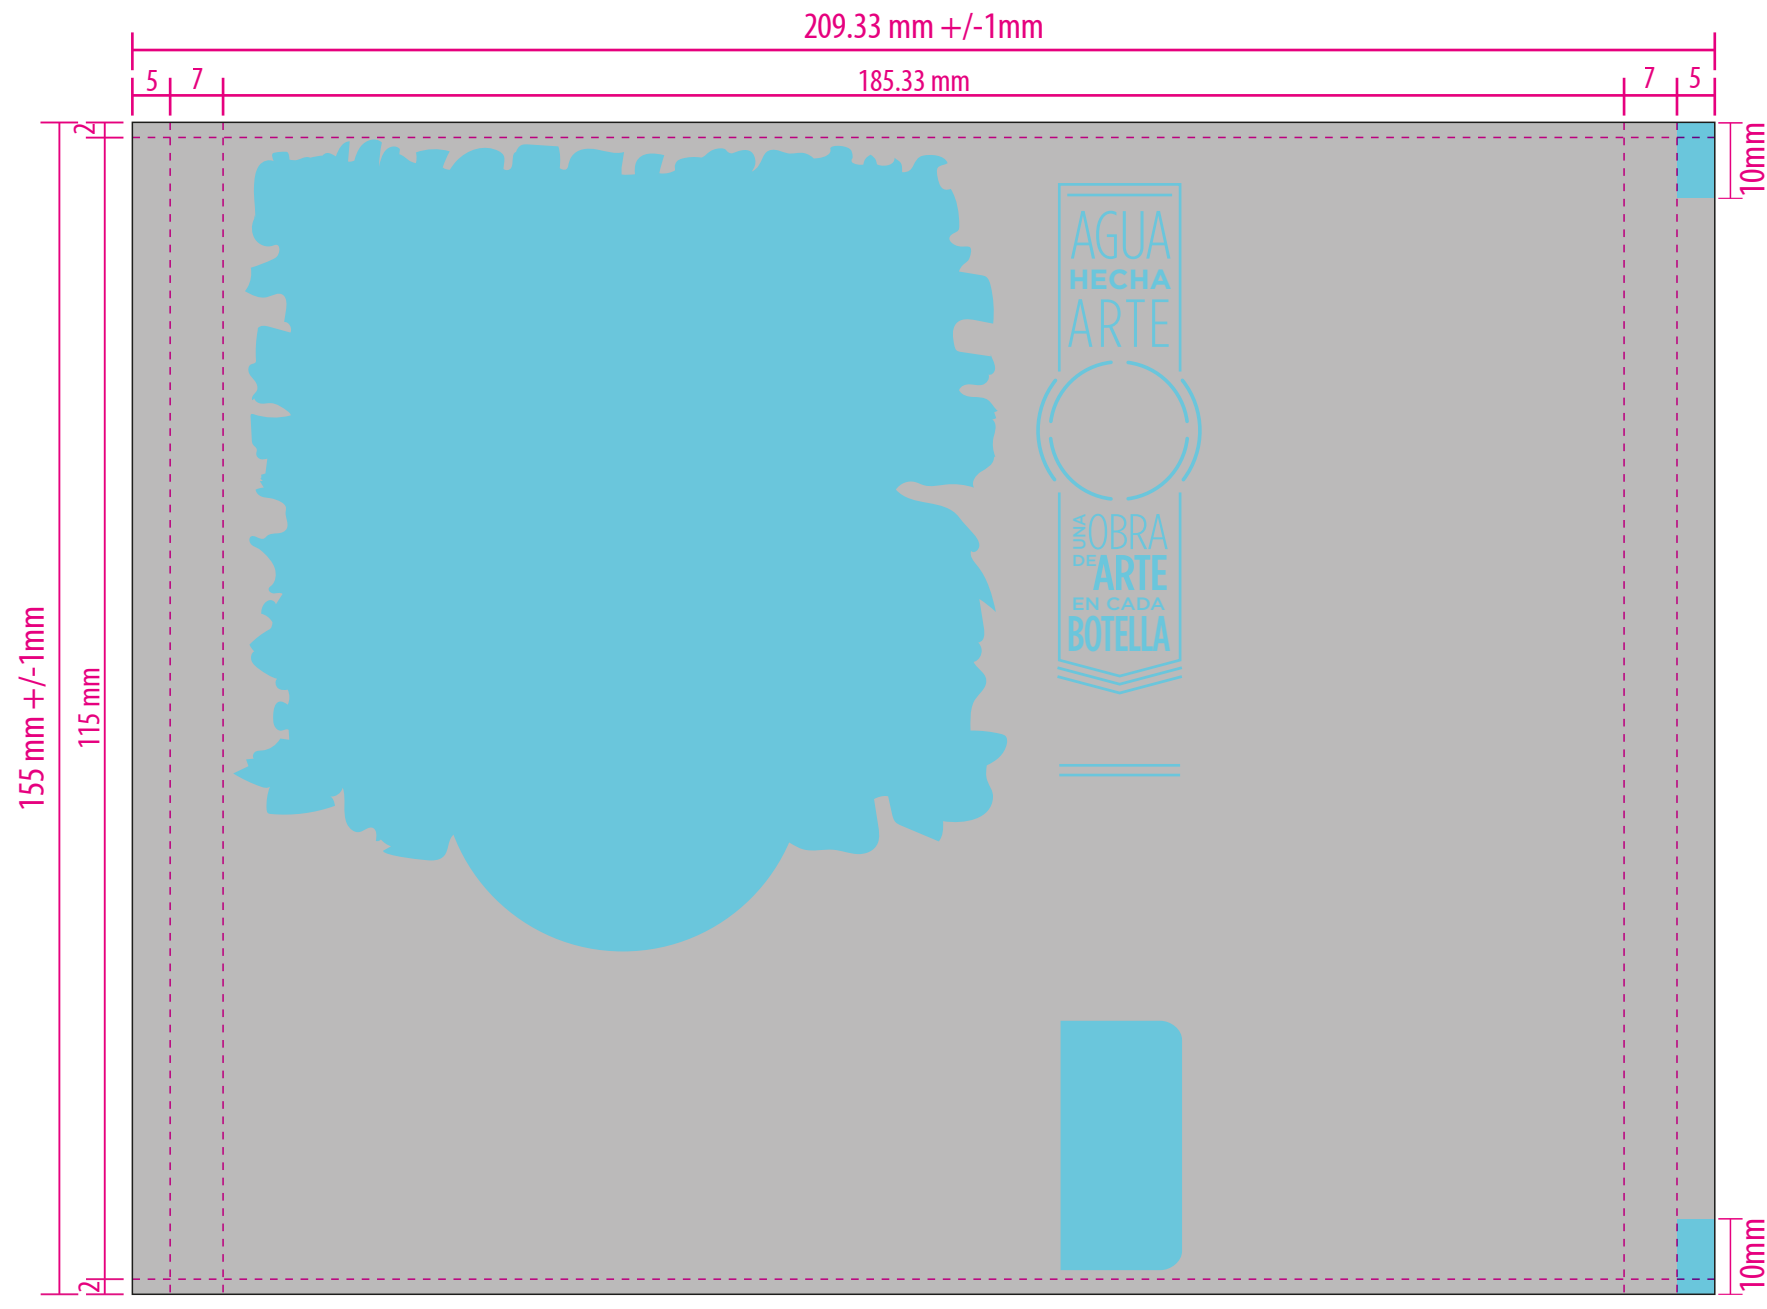 209.33 mm +/-1mm
5 7 185.33 mm 7 5
2
10mm
AGUA
HECHA
ARTE
UNA OBRA
DE ARTE
EN CADA
BOTELLA
155 mm +/-1mm
115 mm
2
10mm